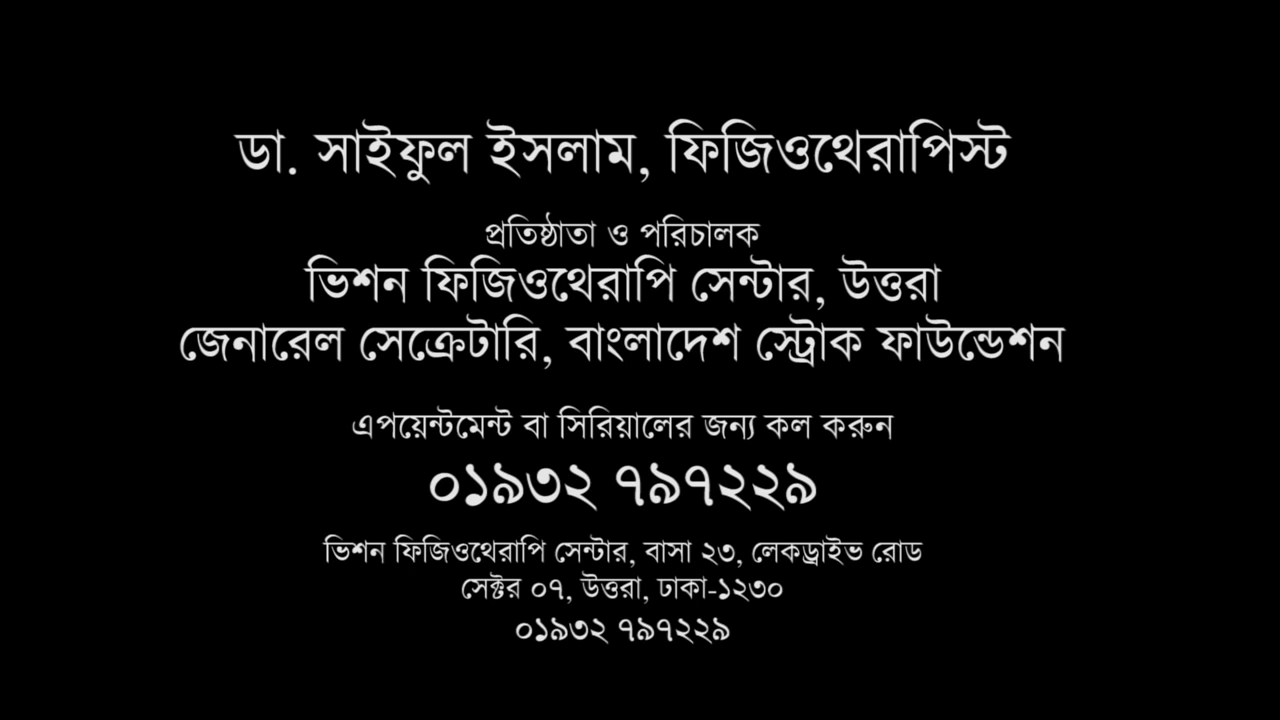 ডা. সাইফুল ইসলাম, ফিজিওথেরাপিস্ট
প্রতিষ্ঠাতা ও পরিচালক
ভিশন ফিজিওথেরাপি সেন্টার, উত্তরা
জেনারেল সেক্রেটারি, বাংলাদেশ স্ট্রোক ফাউন্ডেশন
এপয়েন্টমেন্ট বা সিরিয়ালের জন্য কল করুন
০১৯৩২ ৭৯৭২২৯
ভিশন ফিজিওথেরাপি সেন্টার, বাসা ২৩, লেকড্রাইভ রোড
সেক্টর ০৭, উত্তরা, ঢাকা-১২৩০
০১৯৩২ ৭৯৭২২৯